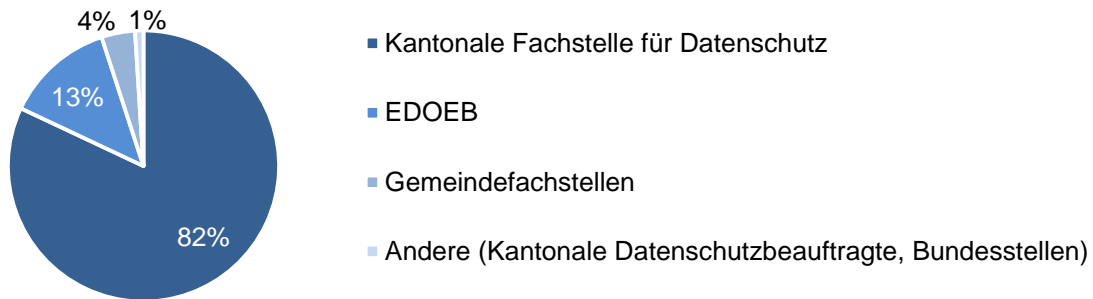 4% 1%
Kantonale Fachstelle für Datenschutz
13%
EDOEB
Gemeindefachstellen
82%
Andere (Kantonale Datenschutzbeauftragte, Bundesstellen)